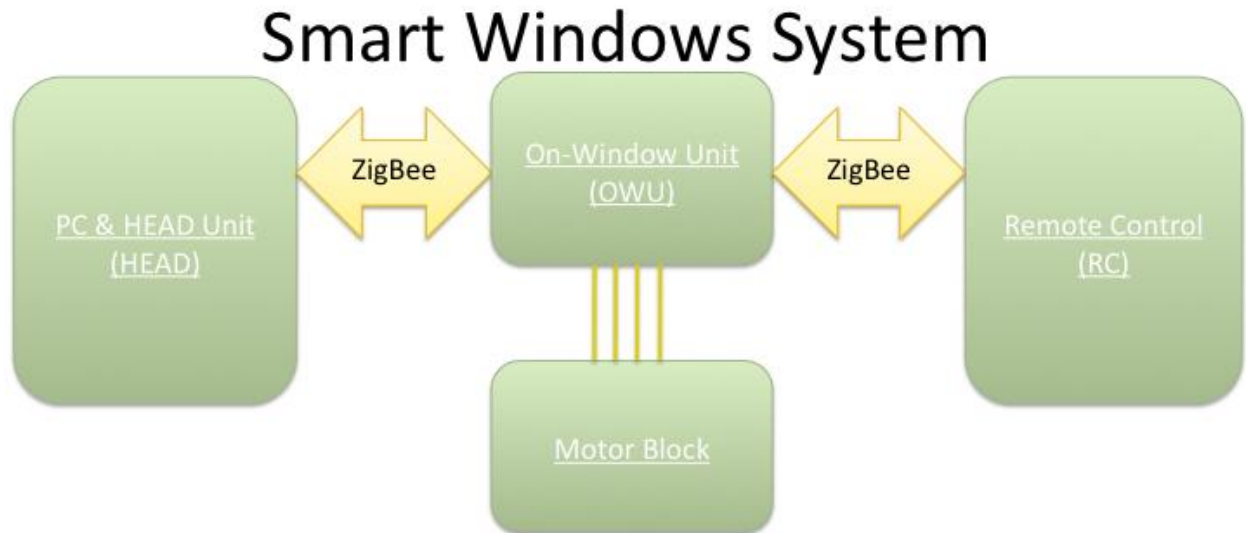 Smart Windows System
PC & HEAD Unit
(HEAD)
ZigBee
On-Window Unit
(OWU)
ZigBee
Remote Control
(RC)
Motor Block